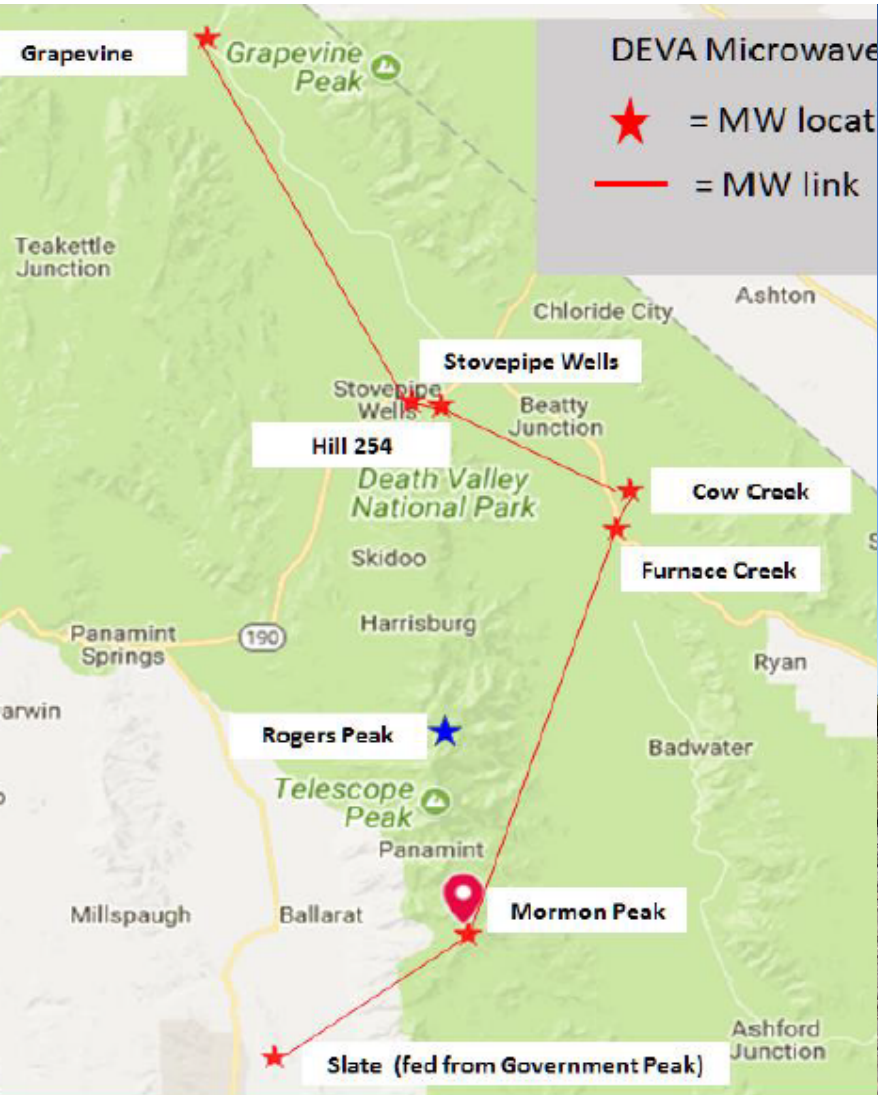 DEVA Microwave
Grapevine
Grapevine
Peak
= MW locat
= MW link
Teakettle
Junction
Ashton
Chloride City
Stovepipe Wells
Stovepipe
Wells
Beatty
Junction
Hill 254
Death Valley
National Park
Cow Creek
Skidoo
Furnace Creek
Harrisburg
Panamint
Springs
190
Ryan
arwin
Rogers Peak
Badwater
Telescope
Peak
Panamint
Millspaugh
Ballarat
Mormon Peak
Ashford
Junction
Slate (fed from Government Peak)